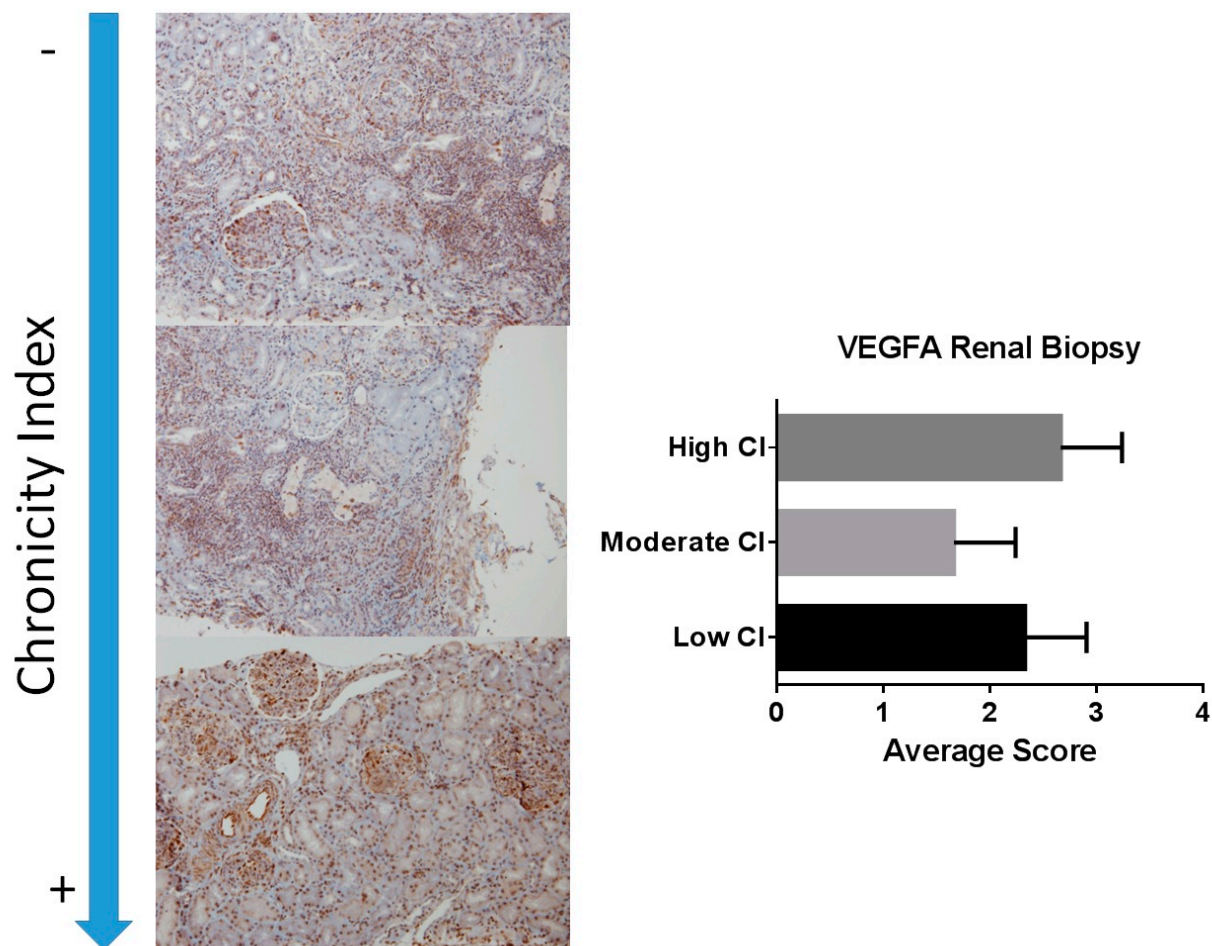 -
Chronicity Index
+
VEGFA Renal Biopsy
High CI
Moderate CI
Low CI
0 1 2 3 4
Average Score